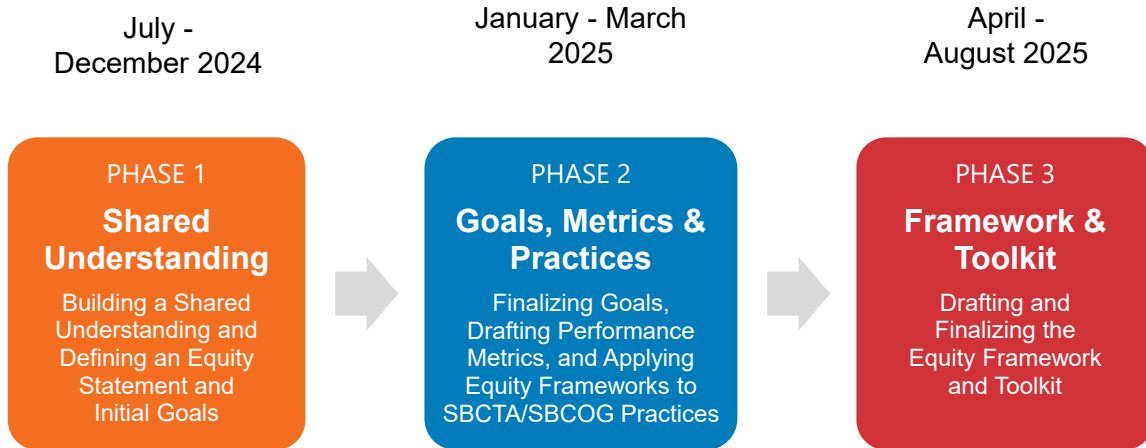 July -
December 2024
January - March
2025
April -
August 2025
PHASE 1
Shared
Understanding
Building a Shared
Understanding and
Defining an Equity
Statement and
Initial Goals
PHASE 2
Goals, Metrics &
Practices
Finalizing Goals,
Drafting Performance
Metrics, and Applying
Equity Frameworks to
SBCTA/SBCOG Practices
PHASE 3
Framework &
Toolkit
Drafting and
Finalizing the
Equity Framework
and Toolkit